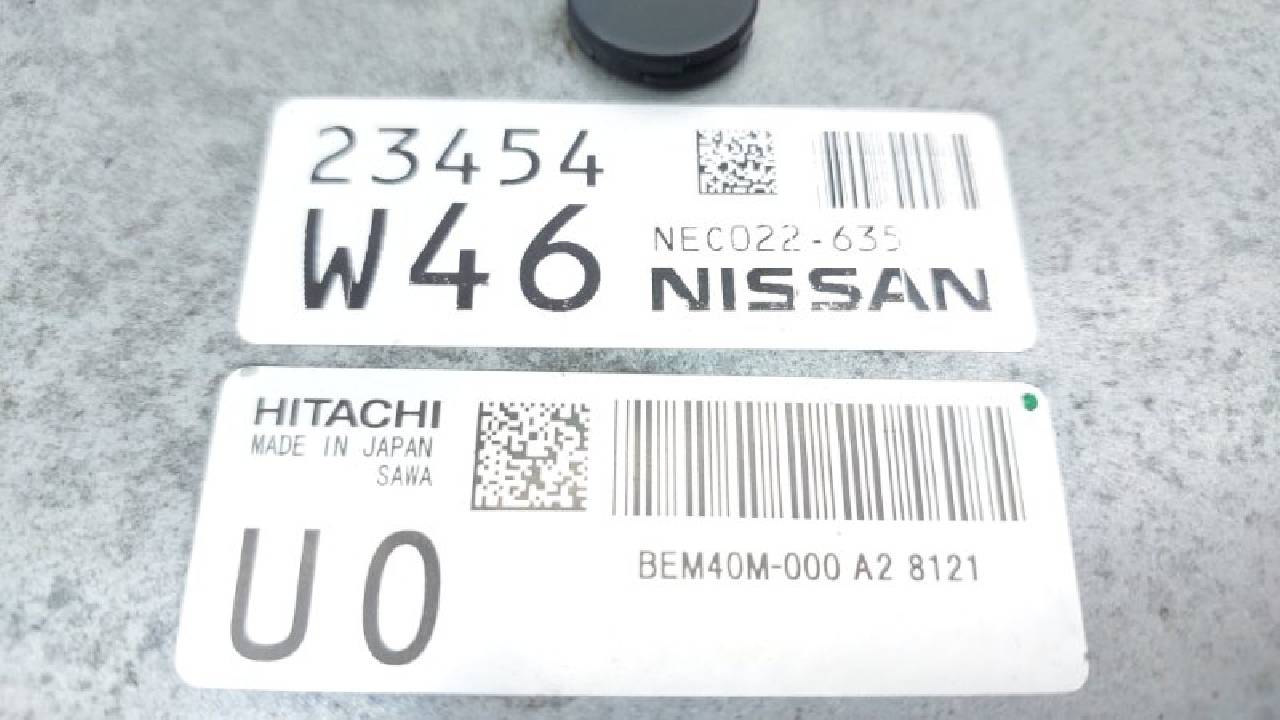 23454
W46
NEC022-635
NISSAN
HITACHI
MADE IN JAPAN
SAWA
U0
BEM40M-000 A2 8121